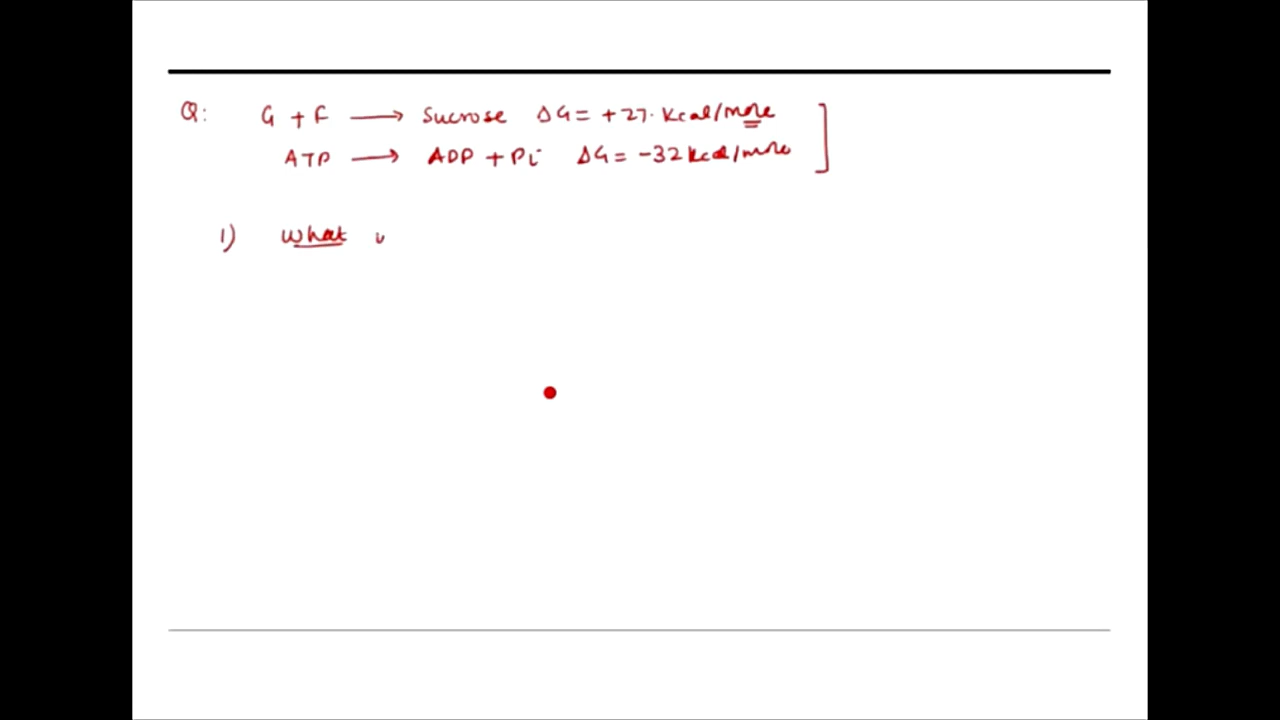 Q: G + F → Sucrose ΔG = +27. Kcal/mole
ATP → ADP + Pi ΔG = -32 kcal/mole
1) What